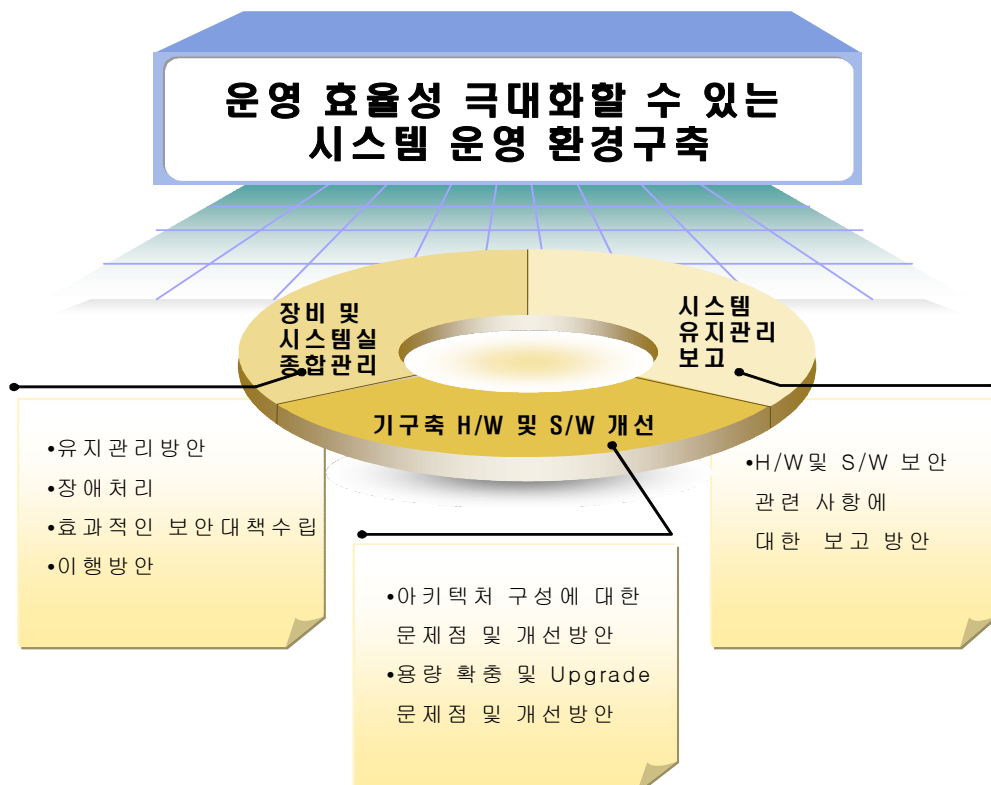 운영 효율성 극대화할 수 있는
시스템 운영 환경구축
장비 및
시스템실
종합관리
시스템
유지관리
보고
기구축 H/W 및 S/W 개선
•유지관리방안
•장애처리
•효과적인 보안대책수립
•이행방안
•아키텍처 구성에 대한
문제점 및 개선방안
•용량 확충 및 Upgrade
문제점 및 개선방안
•H/W및 S/W 보안
관련 사항에
대한 보고 방안